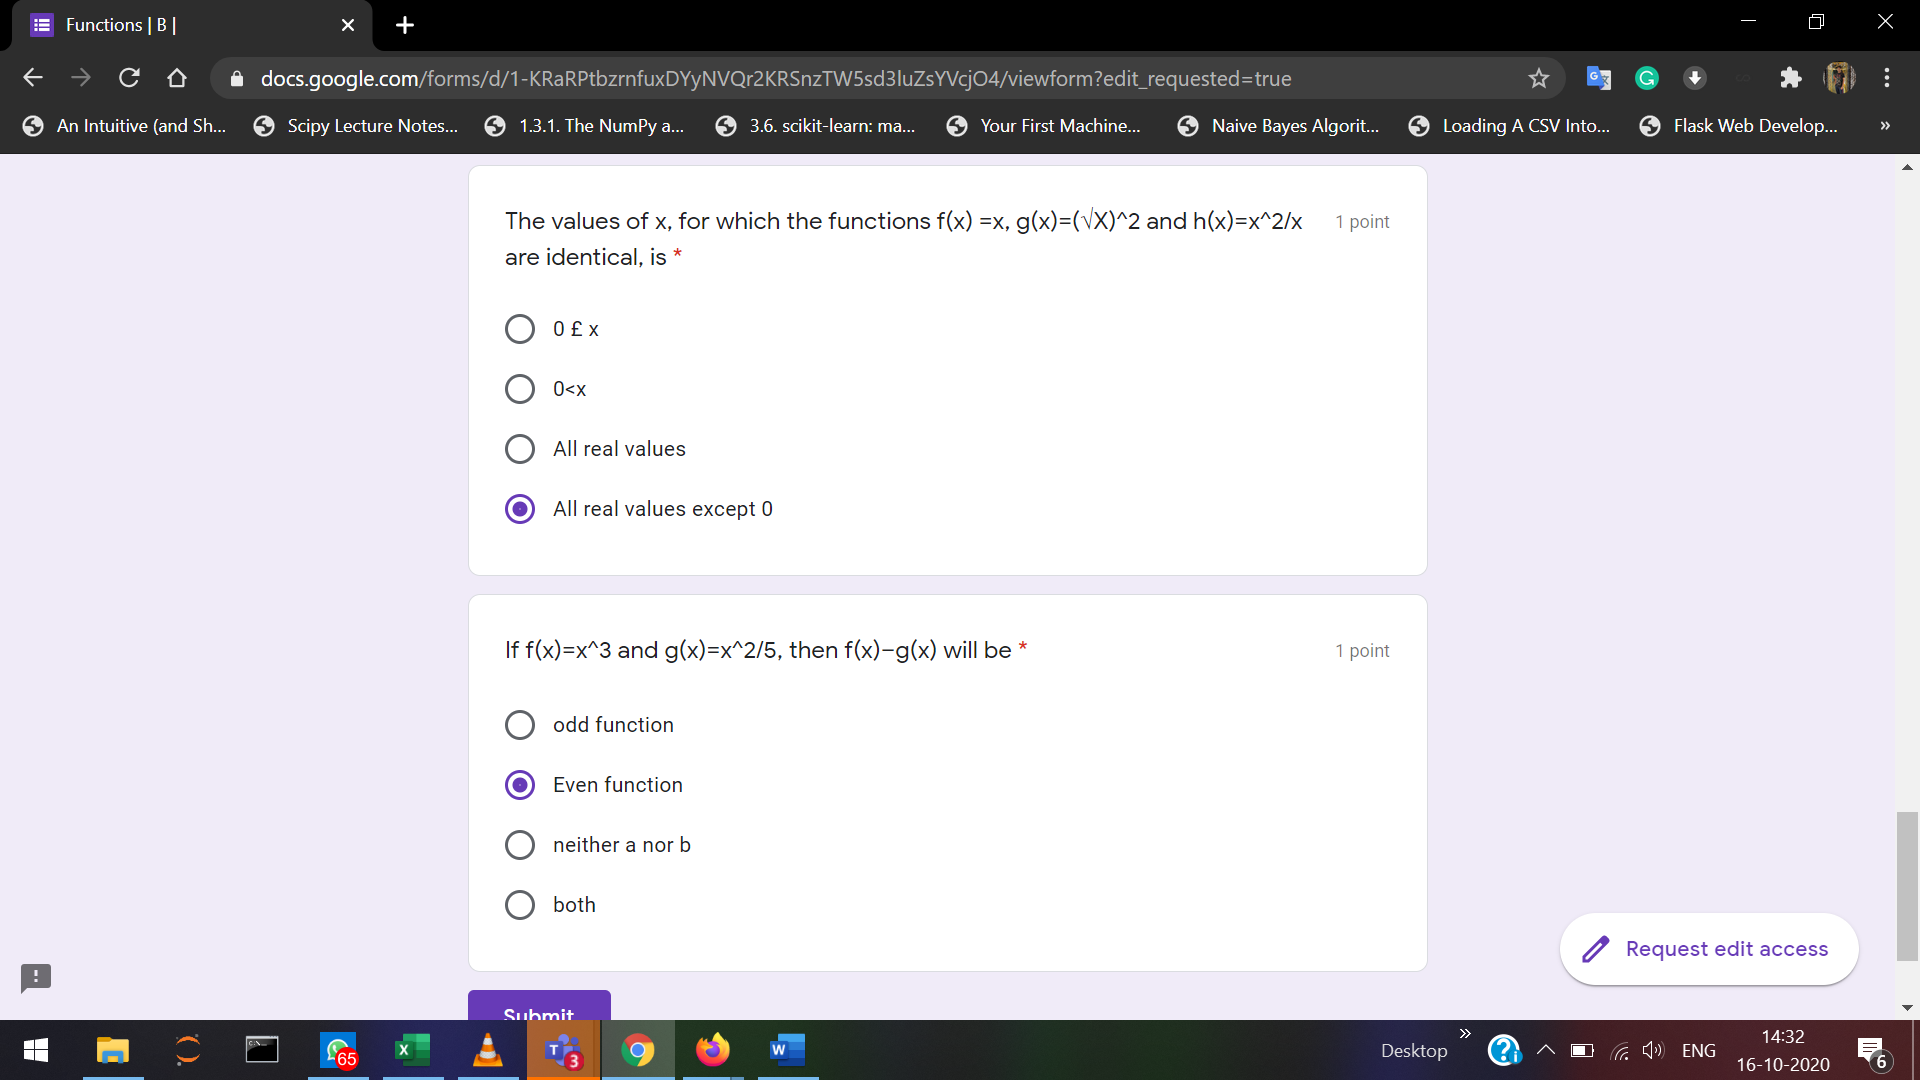 Functions | B |
docs.google.com/forms/d/1-KRaRPtbzrnfuxDYyNVQr2KRSnzTW5sd3luZsYVcjO4/viewform?edit_requested=true
An Intuitive (and Sh... Scipy Lecture Notes... 1.3.1. The NumPy a... 3.6. scikit-learn: ma... Your First Machine... Naive Bayes Algorit... Loading A CSV Into... Flask Web Develop... »
The values of x, for which the functions f(x) =x, g(x)=(√X)^2 and h(x)=x^2/x 1 point
are identical, is *
0 £ x
0<x
All real values
All real values except 0
If f(x)=x^3 and g(x)=x^2/5, then f(x)−g(x) will be * 1 point
odd function
Even function
neither a nor b
both
Request edit access
Submit
65 3 Desktop » ENG 14:32 6
16-10-2020